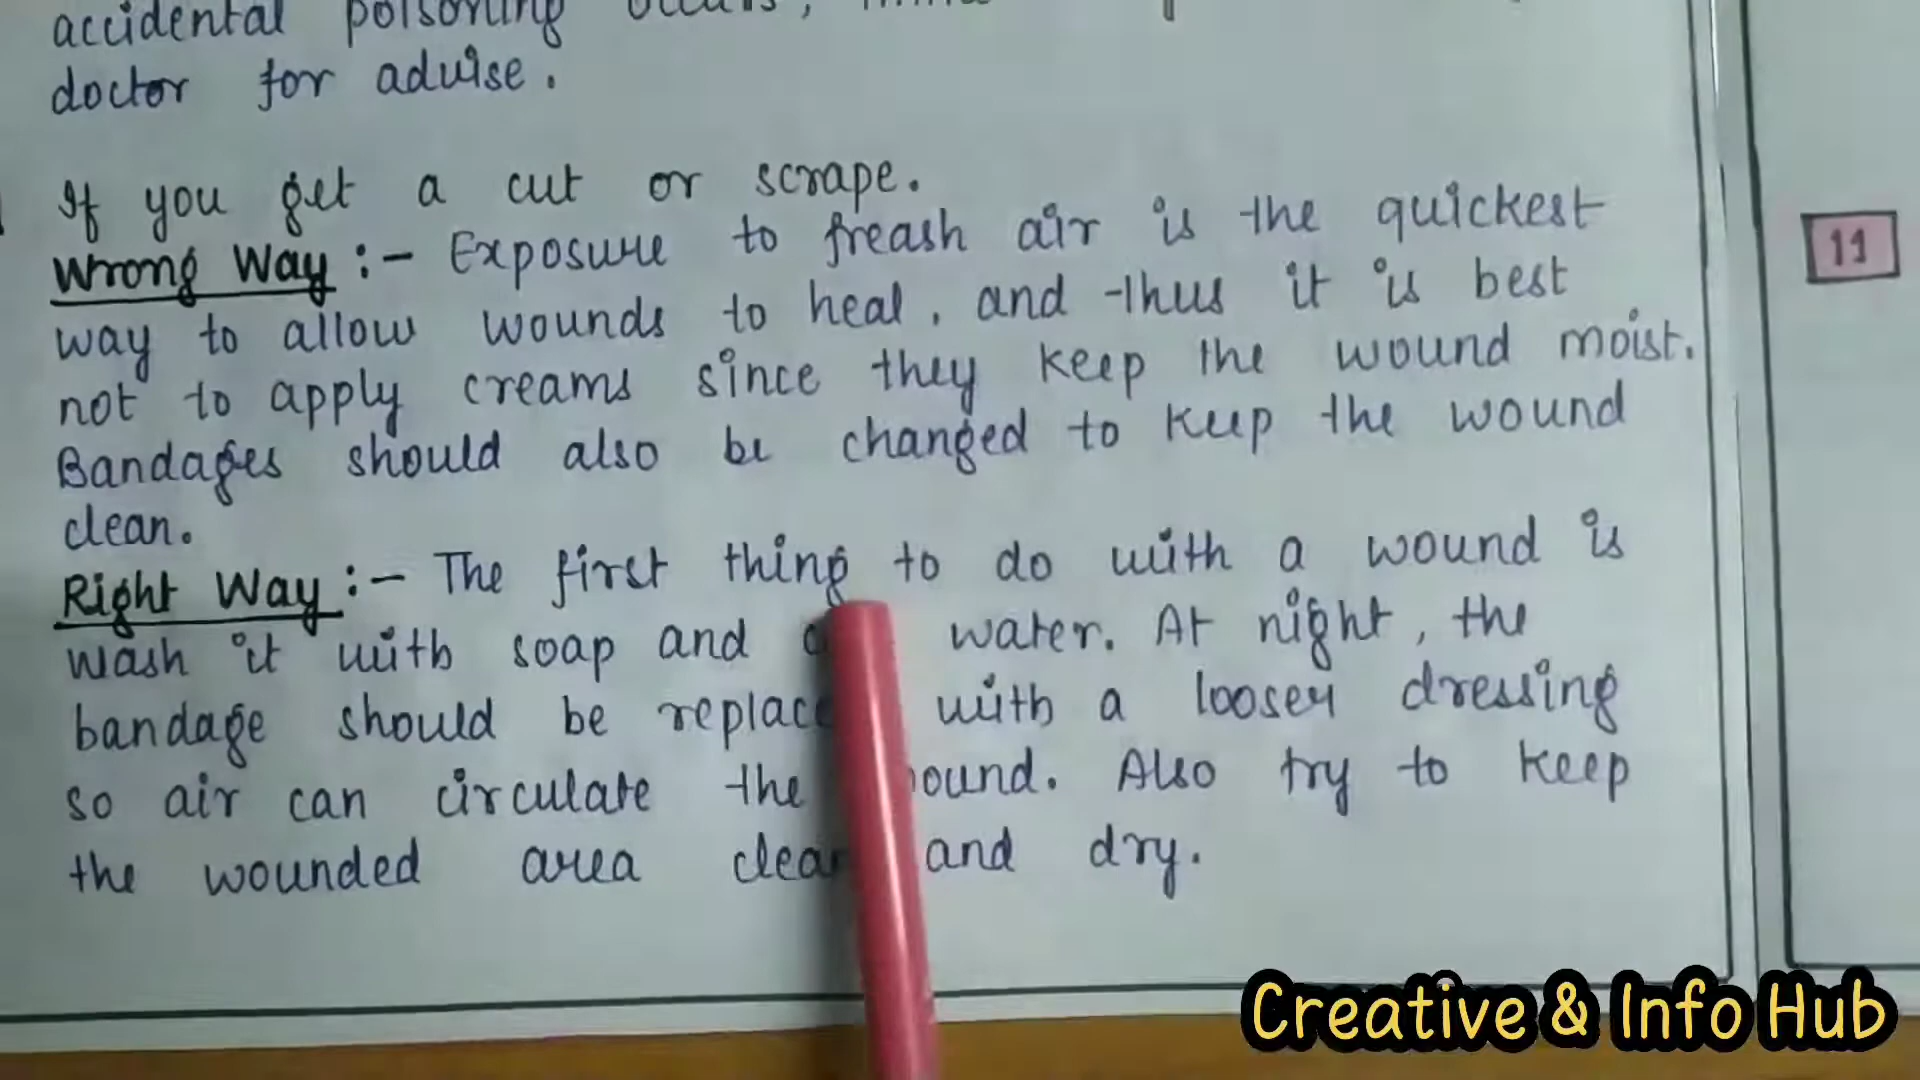 accidental poisoning occurs,
doctor for advise.
If you get a cut or scrape.
Wrong Way :- Exposure to freash air is the quickest
way to allow wounds to heal, and thus it is best
not to apply creams since they keep the wound moist.
Bandages should also be changed to keep the wound
clean.
Right Way :- The first thing to do with a wound is
wash it with soap and water. At night, the
bandage should be with a looser dressing
so air can circulate the Also try to keep
the wounded area and dry.
11
Creative & Info Hub